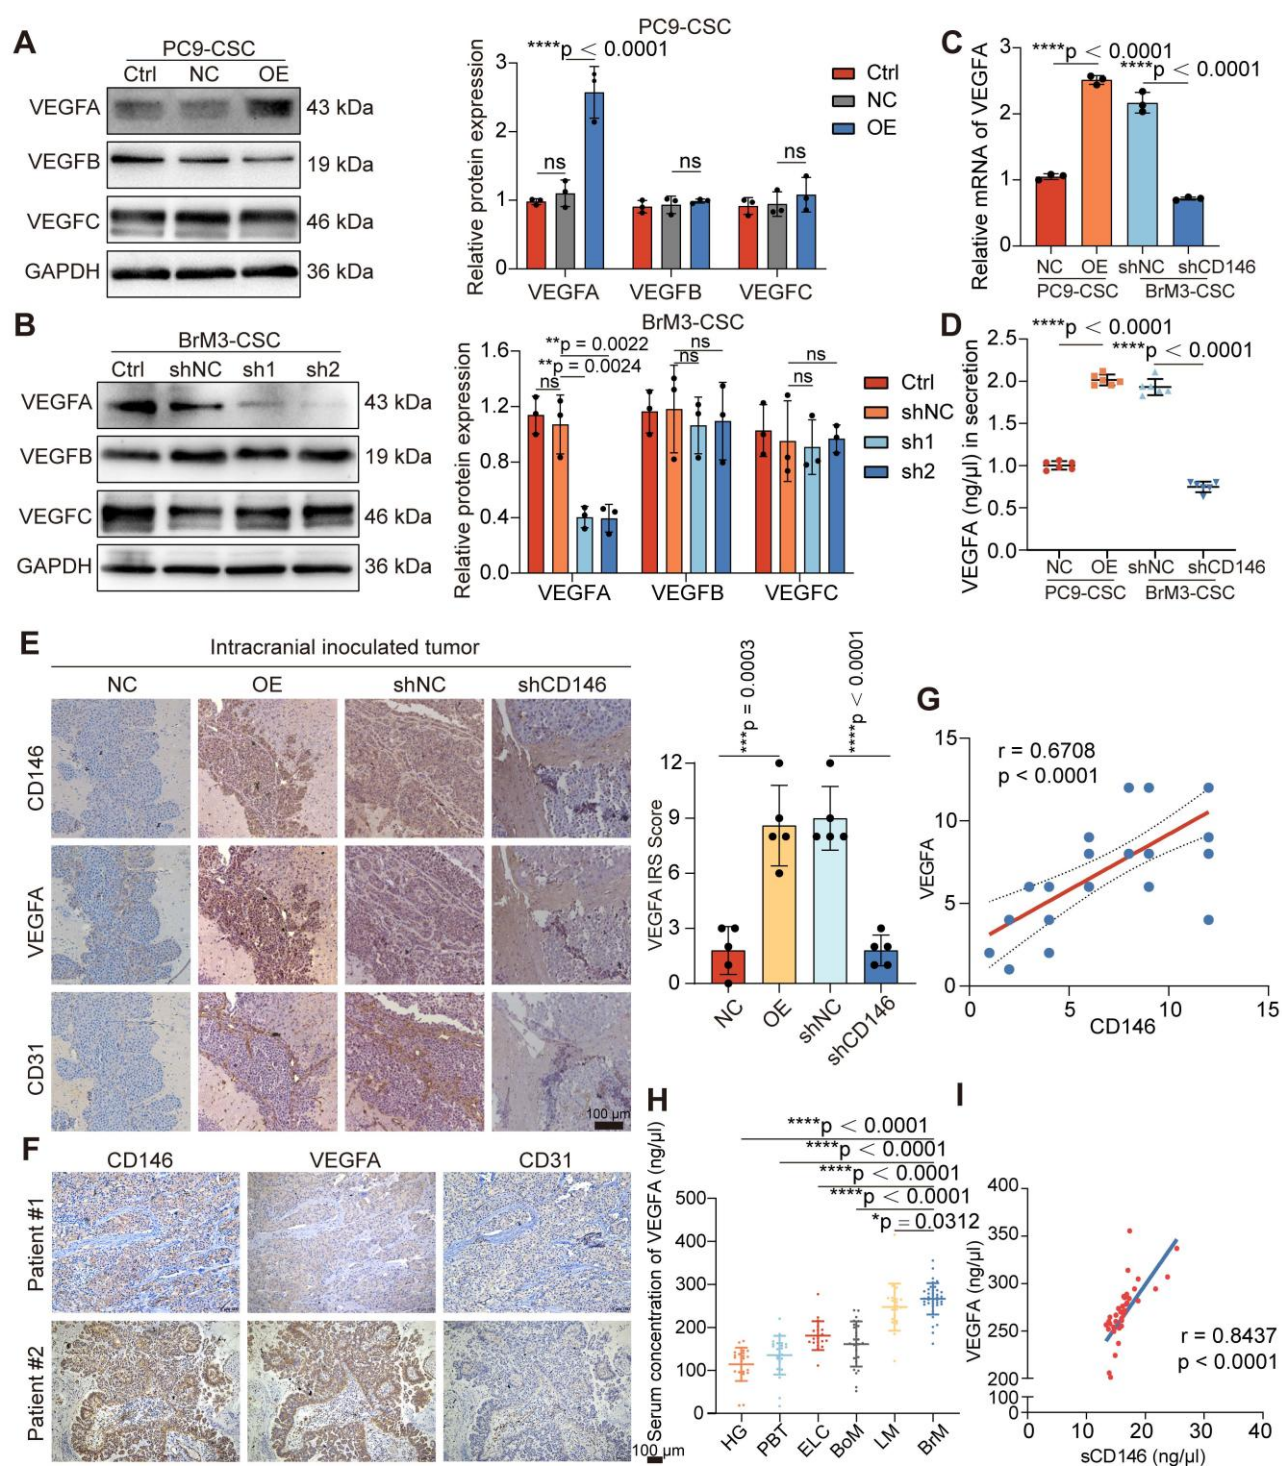 A
PC9-CSC
Ctrl NC OE
VEGFA 43 kDa
VEGFB 19 kDa
VEGFC 46 kDa
GAPDH 36 kDa
PC9-CSC
****p < 0.0001
ns
ns
ns
Relative protein expression
3
2
1
0
VEGFA VEGFB VEGFC
Ctrl
NC
OE
C
****p < 0.0001
****p < 0.0001
Relative mRNA of VEGFA
3
2
1
0
NC OE shNC shCD146
PC9-CSC BrM3-CSC
B
BrM3-CSC
Ctrl shNC sh1 sh2
VEGFA 43 kDa
VEGFB 19 kDa
VEGFC 46 kDa
GAPDH 36 kDa
BrM3-CSC
**p = 0.0022
**p = 0.0024
ns
ns
ns
ns
ns
Relative protein expression
1.6
1.2
0.8
0.4
0.0
VEGFA VEGFB VEGFC
Ctrl
shNC
sh1
sh2
D
****p < 0.0001
****p < 0.0001
VEGFA (ng/µl) in secretion
2.5
2.0
1.5
1.0
0.5
0.0
NC OE shNC shCD146
PC9-CSC BrM3-CSC
E
Intracranial inoculated tumor
NC OE shNC shCD146
CD146
VEGFA
CD31
100 µm
***p = 0.0003
****p < 0.0001
VEGFA IRS Score
12
9
6
3
0
NC OE shNC shCD146
G
r = 0.6708
p < 0.0001
VEGFA
15
10
5
0
0 5 10 15
CD146
F
CD146 VEGFA CD31
Patient #1
Patient #2
100 µm
H
****p < 0.0001
****p < 0.0001
****p < 0.0001
****p < 0.0001
*p = 0.0312
Serum concentration of VEGFA (ng/µl)
500
400
300
200
100
0
HG PBT ELC BoM LM BrM
I
VEGFA (ng/µl)
400
350
300
250
200
100
0
r = 0.8437
p < 0.0001
0 10 20 30 40
sCD146 (ng/µl)